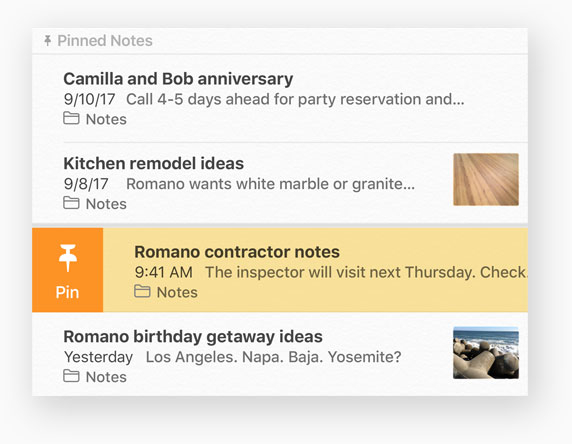 Pinned Notes
Camilla and Bob anniversary
9/10/17 Call 4-5 days ahead for party reservation and...
Notes
Kitchen remodel ideas
9/8/17 Romano wants white marble or granite...
Notes
Romano contractor notes
9:41 AM The inspector will visit next Thursday. Check
Pin
Notes
Romano birthday getaway ideas
Yesterday Los Angeles. Napa. Baja. Yosemite?
Notes